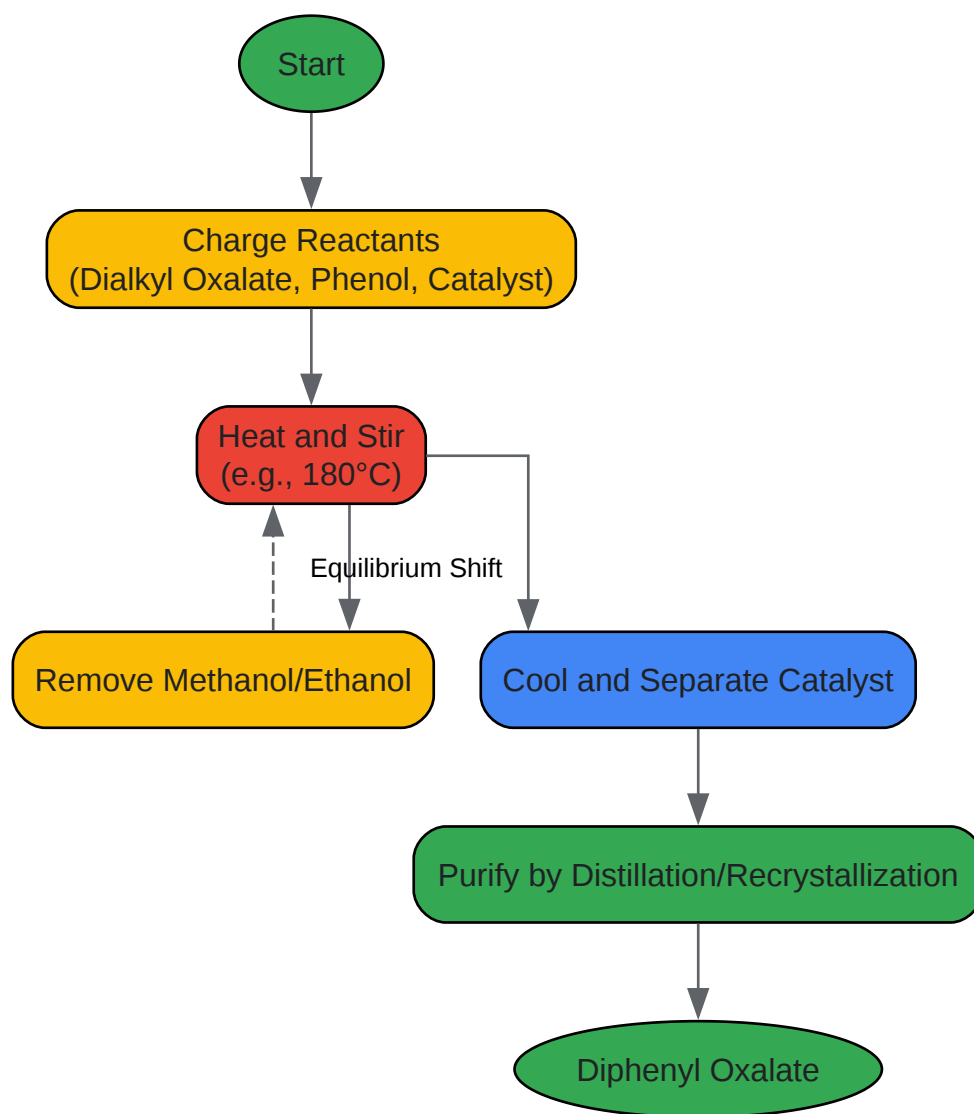 Start
Charge Reactants
(Dialkyl Oxalate, Phenol, Catalyst)
Heat and Stir
(e.g., 180°C)
Equilibrium Shift
Remove Methanol/Ethanol
Cool and Separate Catalyst
Purify by Distillation/Recrystallization
Diphenyl Oxalate